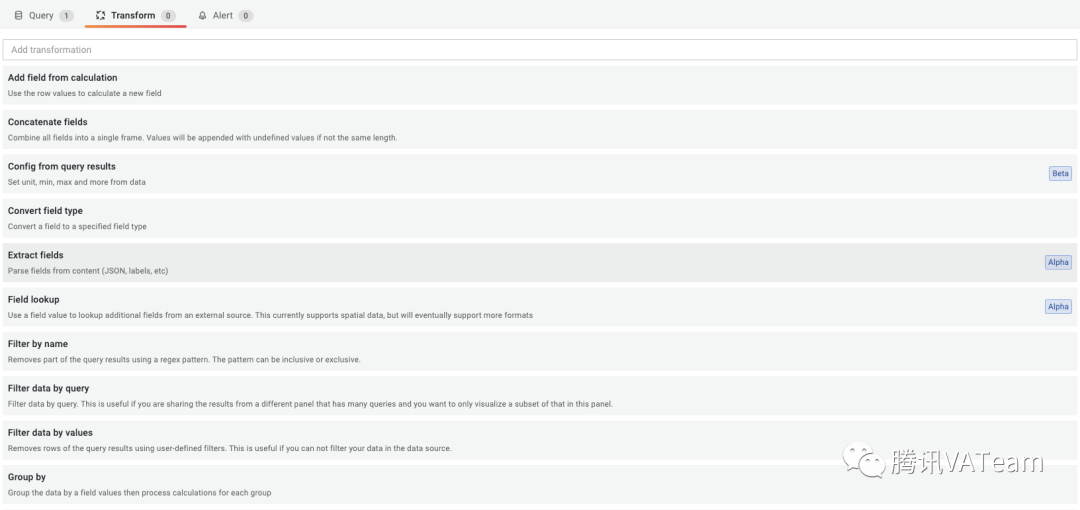 Query 1 Transform 0 Alert 0
Add transformation
Add field from calculation
Use the row values to calculate a new field
Concatenate fields
Combine all fields into a single frame. Values will be appended with undefined values if not the same length.
Config from query results
Set unit, min, max and more from data
Beta
Convert field type
Convert a field to a specified field type
Extract fields
Parse fields from content (JSON, labels, etc)
Alpha
Field lookup
Use a field value to lookup additional fields from an external source. This currently supports spatial data, but will eventually support more formats
Alpha
Filter by name
Removes part of the query results using a regex pattern. The pattern can be inclusive or exclusive.
Filter data by query
Filter data by query. This is useful if you are sharing the results from a different panel that has many queries and you want to only visualize a subset of that in this panel.
Filter data by values
Removes rows of the query results using user-defined filters. This is useful if you can not filter your data in the data source.
腾讯VATeam
Group by
Group the data by a field values then process calculations for each group